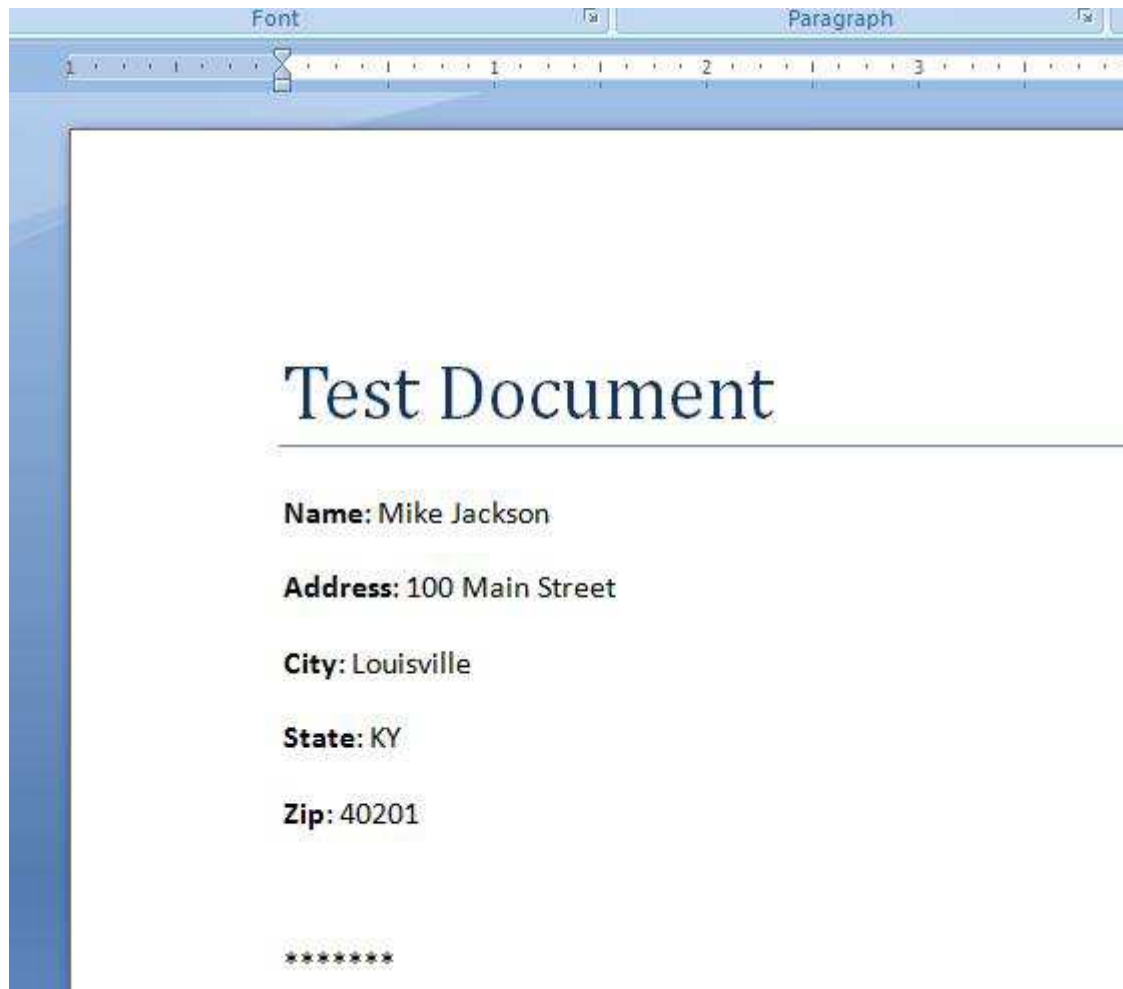 Font Paragraph
1 1 2 3
Test Document
Name: Mike Jackson
Address: 100 Main Street
City: Louisville
State: KY
Zip: 40201
*******